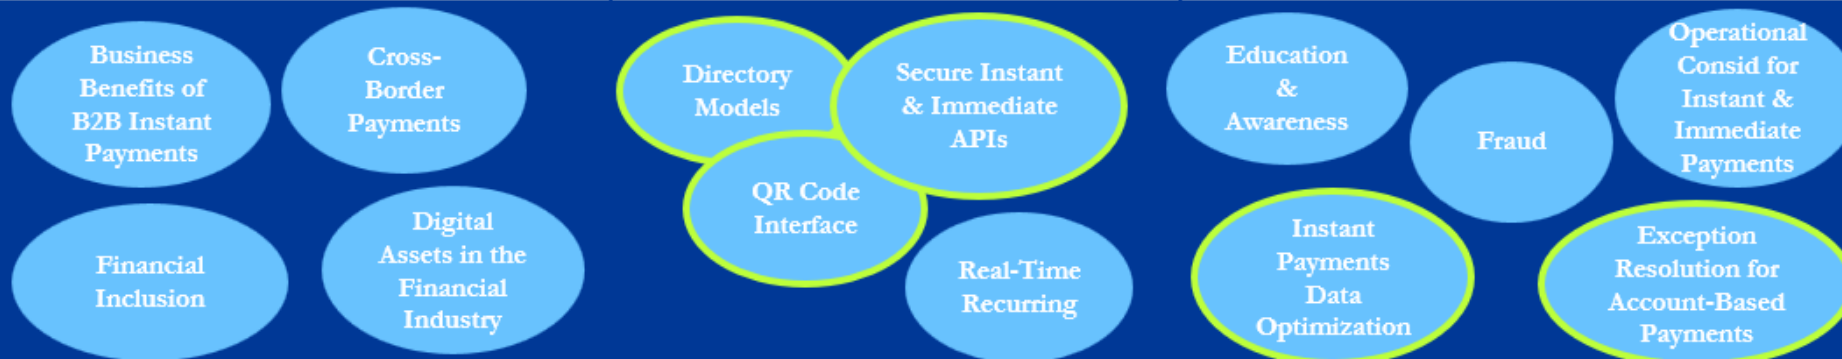 Business
Benefits of
B2B Instant
Payments
Cross-
Border
Payments
Financial
Inclusion
Digital
Assets in the
Financial
Industry
Directory
Models
Secure Instant
& Immediate
APIs
QR Code
Interface
Real-Time
Recurring
Education
&
Awareness
Fraud
Operational
Consid for
Instant &
Immediate
Payments
Instant
Payments
Data
Optimization
Exception
Resolution for
Account-Based
Payments